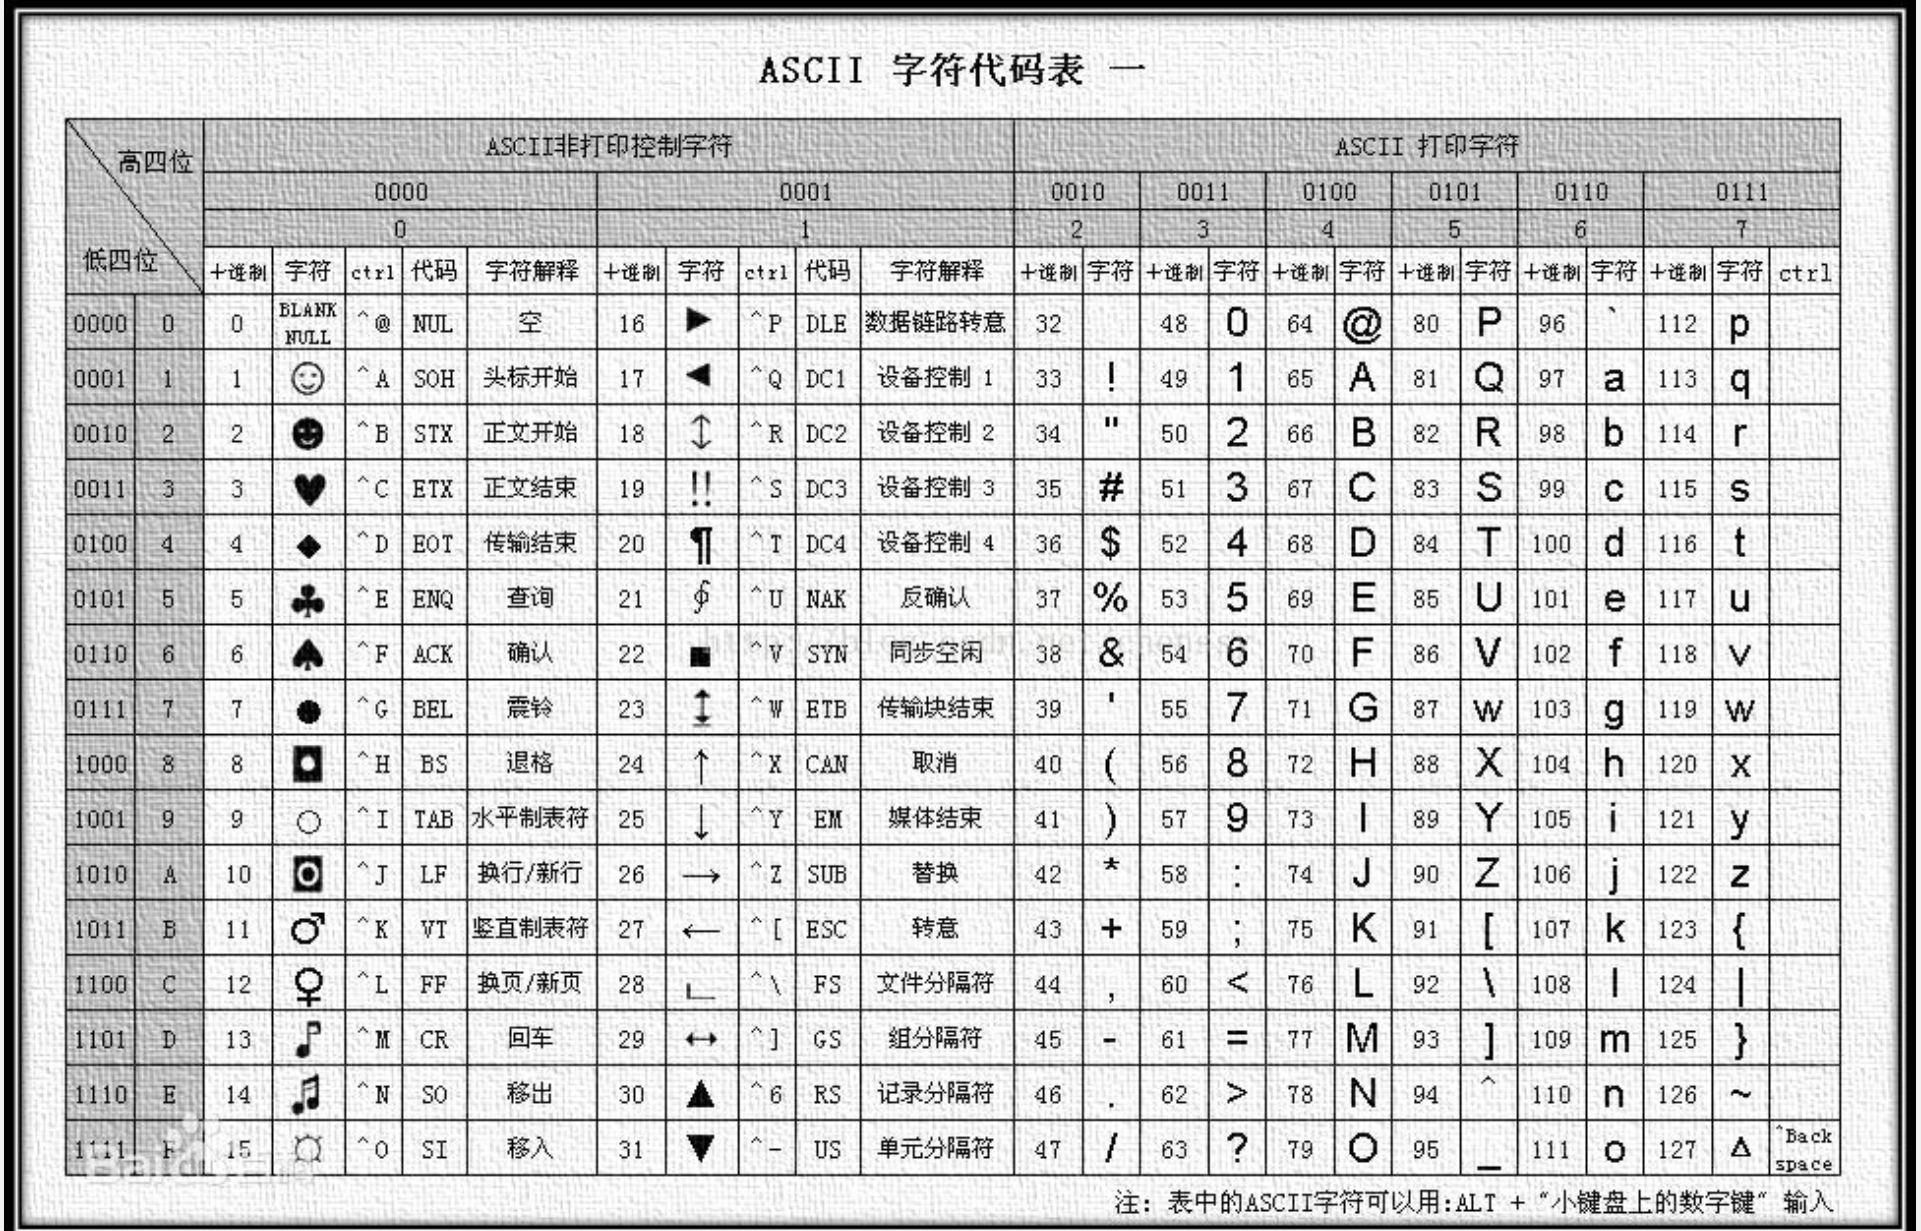 ASCII 字符代码表 一
高四位 ASCII非打印控制字符 ASCII 打印字符
0000 0001 0010 0011 0100 0101 0110 0111
0 1 2 3 4 5 6 7
低四位 十进制 字符 ctrl 代码 字符解释 十进制 字符 ctrl 代码 字符解释 十进制 字符 十进制 字符 十进制 字符 十进制 字符 十进制 字符 十进制 字符 ctrl
0000 0 0 BLANK NULL ^@ NUL 空 16 ► ^P DLE 数据链路转意 32 48 0 64 @ 80 P 96 ` 112 p
0001 1 1 ☺ ^A SOH 头标开始 17 ◄ ^Q DC1 设备控制 1 33 ! 49 1 65 A 81 Q 97 a 113 q
0010 2 2 ☻ ^B STX 正文开始 18 ↕ ^R DC2 设备控制 2 34 " 50 2 66 B 82 R 98 b 114 r
0011 3 3 ♥ ^C ETX 正文结束 19 ‼ ^S DC3 设备控制 3 35 # 51 3 67 C 83 S 99 c 115 s
0100 4 4 ♦ ^D EOT 传输结束 20 ¶ ^T DC4 设备控制 4 36 $ 52 4 68 D 84 T 100 d 116 t
0101 5 5 ♣ ^E ENQ 查询 21 ∮ ^U NAK 反确认 37 % 53 5 69 E 85 U 101 e 117 u
0110 6 6 ♠ ^F ACK 确认 22 ■ ^V SYN 同步空闲 38 & 54 6 70 F 86 V 102 f 118 v
0111 7 7 ● ^G BEL 震铃 23 ↨ ^W ETB 传输块结束 39 ' 55 7 71 G 87 w 103 g 119 w
1000 8 8 ◘ ^H BS 退格 24 ↑ ^X CAN 取消 40 ( 56 8 72 H 88 X 104 h 120 x
1001 9 9 ○ ^I TAB 水平制表符 25 ↓ ^Y EM 媒体结束 41 ) 57 9 73 I 89 Y 105 i 121 y
1010 A 10 ◙ ^J LF 换行/新行 26 → ^Z SUB 替换 42 * 58 : 74 J 90 Z 106 j 122 z
1011 B 11 ♂ ^K VT 竖直制表符 27 ← ^[ ESC 转意 43 + 59 ; 75 K 91 [ 107 k 123 {
1100 C 12 ♀ ^L FF 换页/新页 28 ∟ ^\ FS 文件分隔符 44 , 60 < 76 L 92 \ 108 l 124 |
1101 D 13 ♪ ^M CR 回车 29 ↔ ^] GS 组分隔符 45 - 61 = 77 M 93 ] 109 m 125 }
1110 E 14 ♫ ^N SO 移出 30 ▲ ^6 RS 记录分隔符 46 . 62 > 78 N 94 ^ 110 n 126 ~
1111 F 15 ☼ ^O SI 移入 31 ▼ ^- US 单元分隔符 47 / 63 ? 79 O 95 _ 111 o 127 Δ ^Back space
注: 表中的ASCII字符可以用:ALT + “小键盘上的数字键” 输入